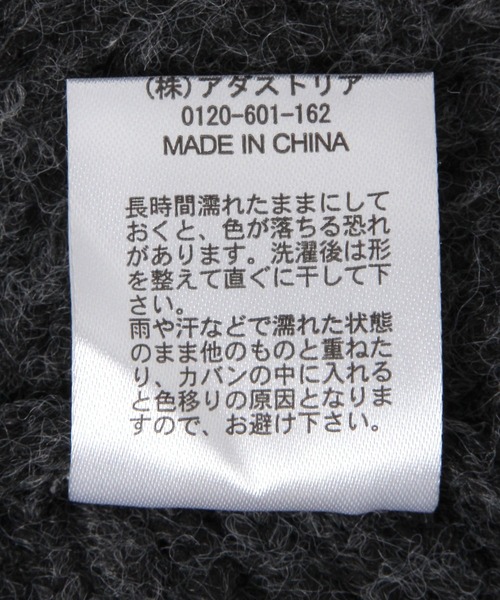 (株)アダストリア
0120-601-162
MADE IN CHINA
長時間濡れたままにして
おくと、色が落ちる恐れ
があります。洗濯後は形
を整えて直ぐに干して下
さい。
雨や汗などで濡れた状態
のまま他のものと重ねた
り、カバンの中に入れる
と色移りの原因となりま
すので、お避け下さい。